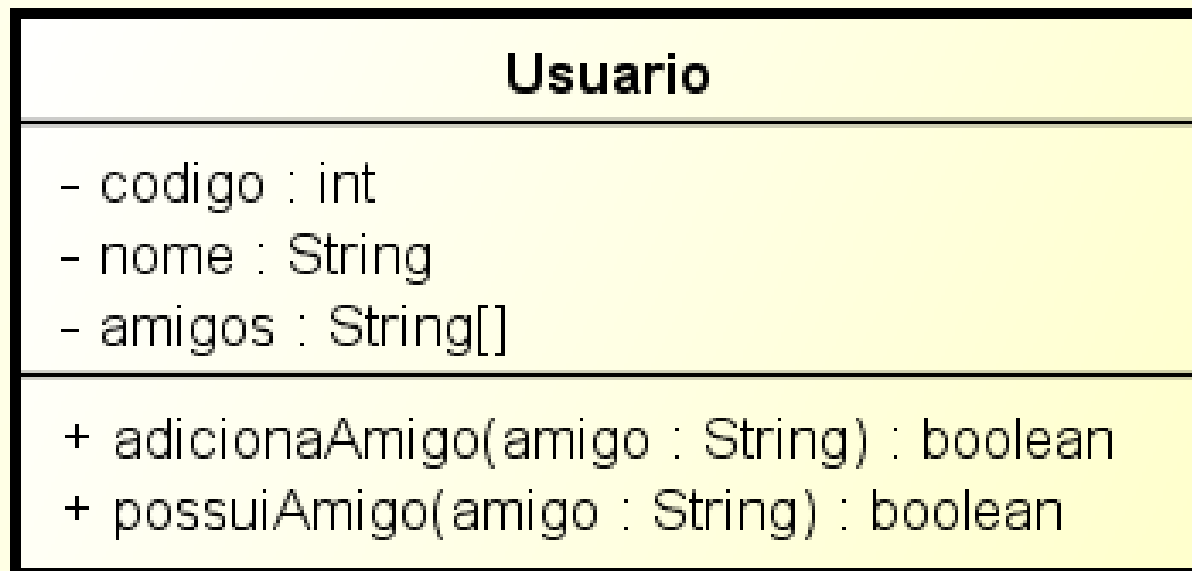 Usuario
- codigo : int
- nome : String
- amigos : String[]
+ adicionaAmigo(amigo : String) : boolean
+ possuiAmigo(amigo : String) : boolean